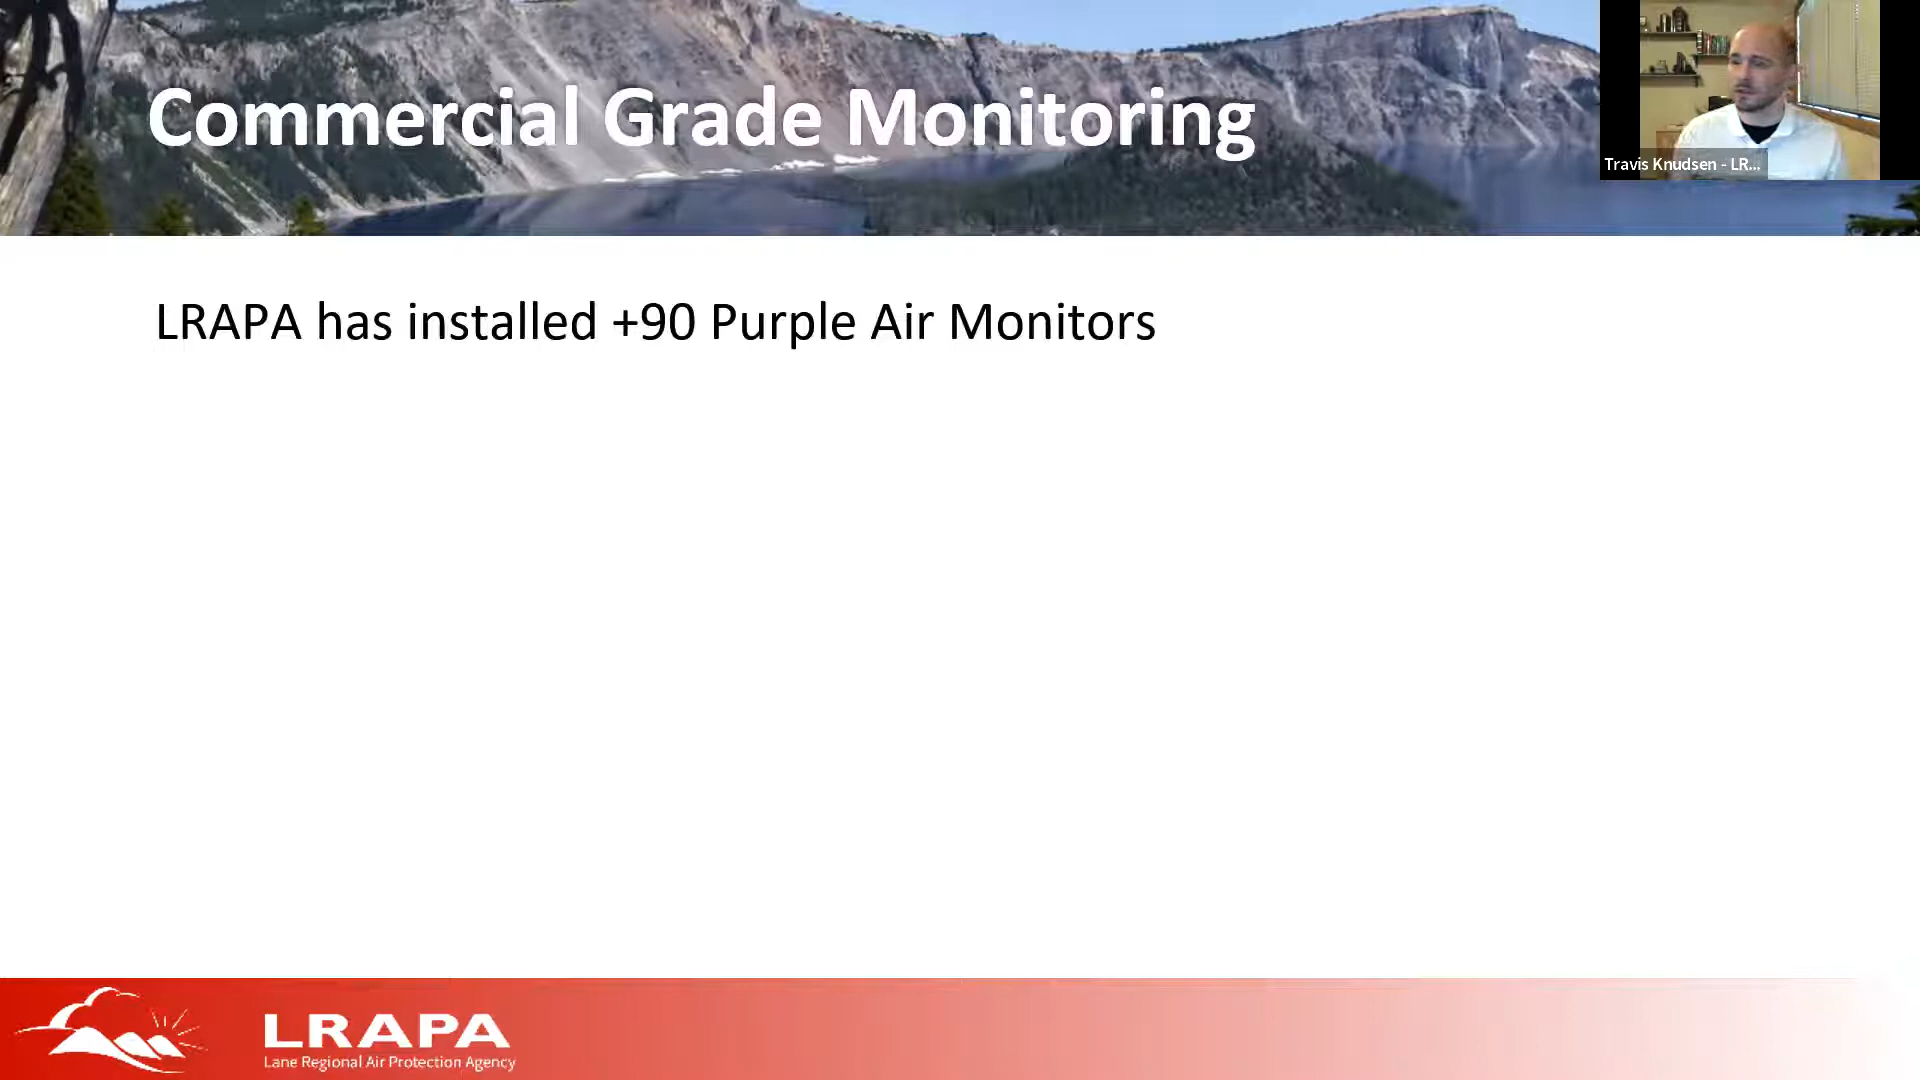 Commercial Grade Monitoring
Travis Knudsen - LR...
LRAPA has installed +90 Purple Air Monitors
LRAPA
Lane Regional Air Protection Agency